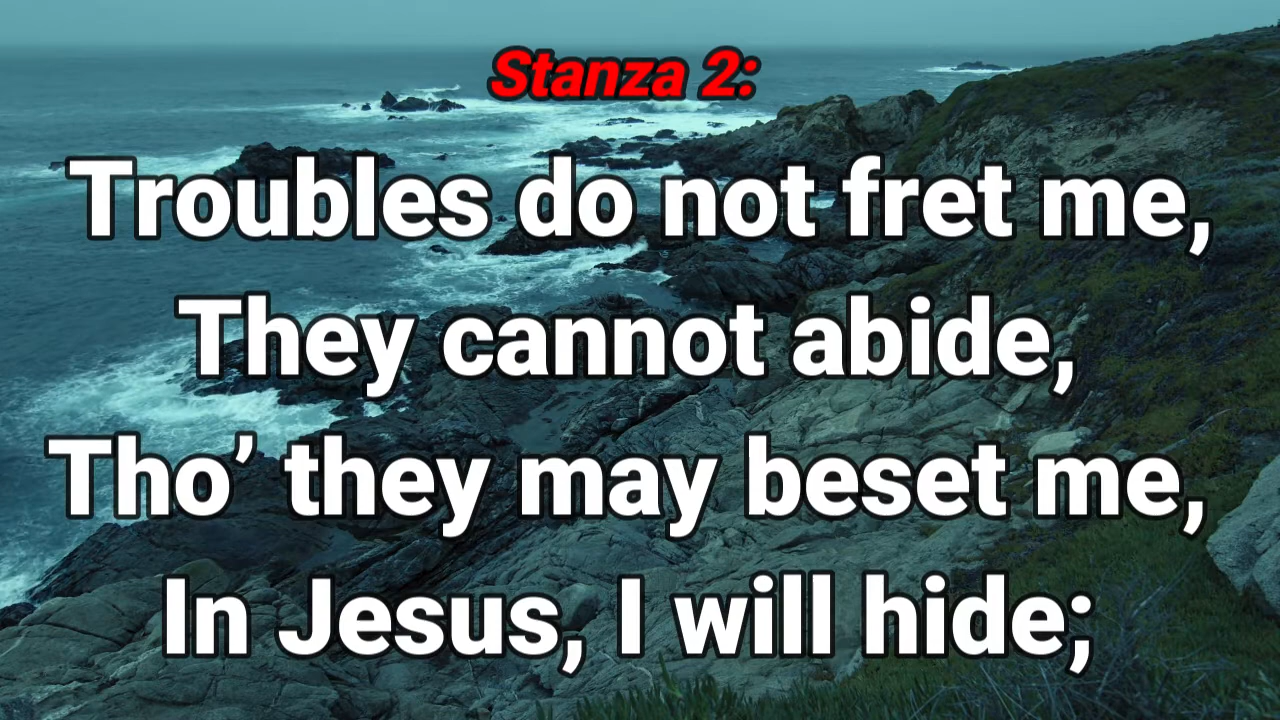 Stanza 2:
Troubles do not fret me,
They cannot abide,
Tho’ they may beset me,
In Jesus, I will hide;